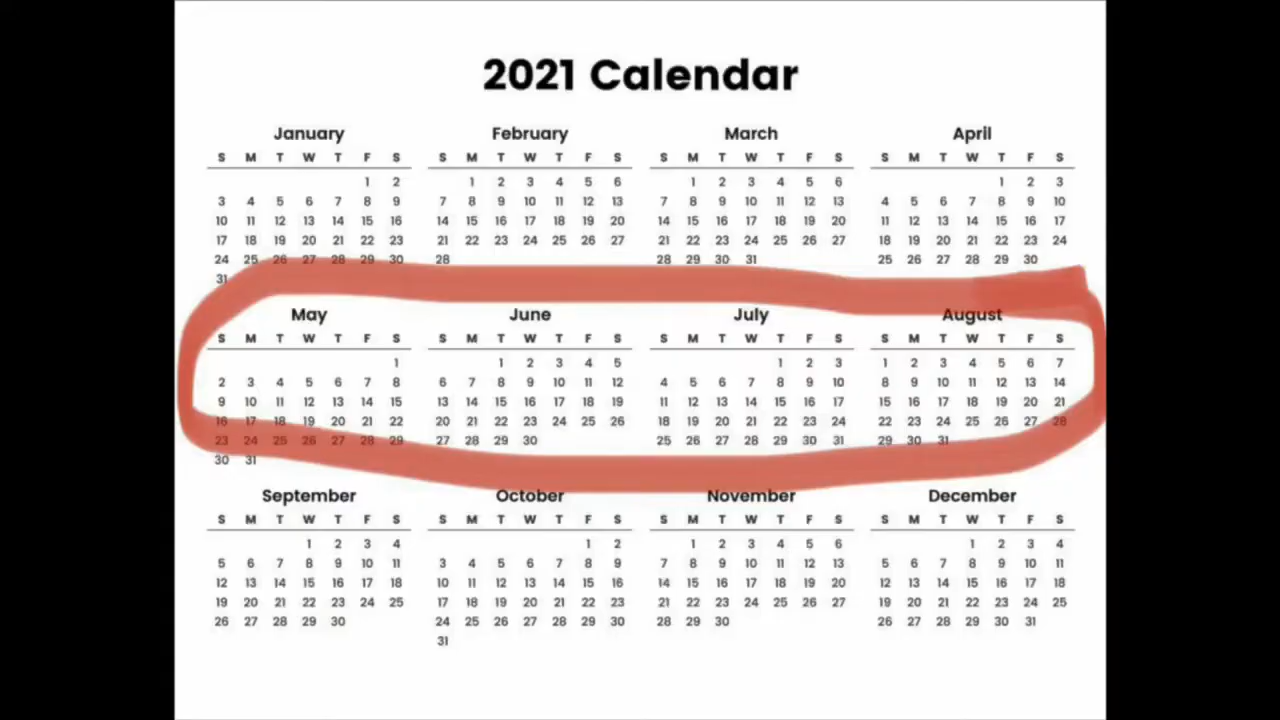 2021 Calendar
January February March April
S M T W T F S S M T W T F S S M T W T F S S M T W T F S
1 2 1 2 3 4 5 6 1 2 3 4 5 6 1 2 3
3 4 5 6 7 8 9 7 8 9 10 11 12 13 7 8 9 10 11 12 13 4 5 6 7 8 9 10
10 11 12 13 14 15 16 14 15 16 17 18 19 20 14 15 16 17 18 19 20 11 12 13 14 15 16 17
17 18 19 20 21 22 23 21 22 23 24 25 26 27 21 22 23 24 25 26 27 18 19 20 21 22 23 24
24 25 26 27 28 29 30 28 28 29 30 31 25 26 27 28 29 30
31
May June July August
S M T W T F S S M T W T F S S M T W T F S S M T W T F S
1 1 2 3 4 5 1 2 3 1 2 3 4 5 6 7
2 3 4 5 6 7 8 6 7 8 9 10 11 12 4 5 6 7 8 9 10 8 9 10 11 12 13 14
9 10 11 12 13 14 15 13 14 15 16 17 18 19 11 12 13 14 15 16 17 15 16 17 18 19 20 21
16 17 18 19 20 21 22 20 21 22 23 24 25 26 18 19 20 21 22 23 24 22 23 24 25 26 27 28
23 24 25 26 27 28 29 27 28 29 30 25 26 27 28 29 30 31 29 30 31
30 31
September October November December
S M T W T F S S M T W T F S S M T W T F S S M T W T F S
1 2 3 4 1 2 1 2 3 4 5 6 1 2 3 4
5 6 7 8 9 10 11 3 4 5 6 7 8 9 7 8 9 10 11 12 13 5 6 7 8 9 10 11
12 13 14 15 16 17 18 10 11 12 13 14 15 16 14 15 16 17 18 19 20 12 13 14 15 16 17 18
19 20 21 22 23 24 25 17 18 19 20 21 22 23 21 22 23 24 25 26 27 19 20 21 22 23 24 25
26 27 28 29 30 24 25 26 27 28 29 30 28 29 30 26 27 28 29 30 31
31